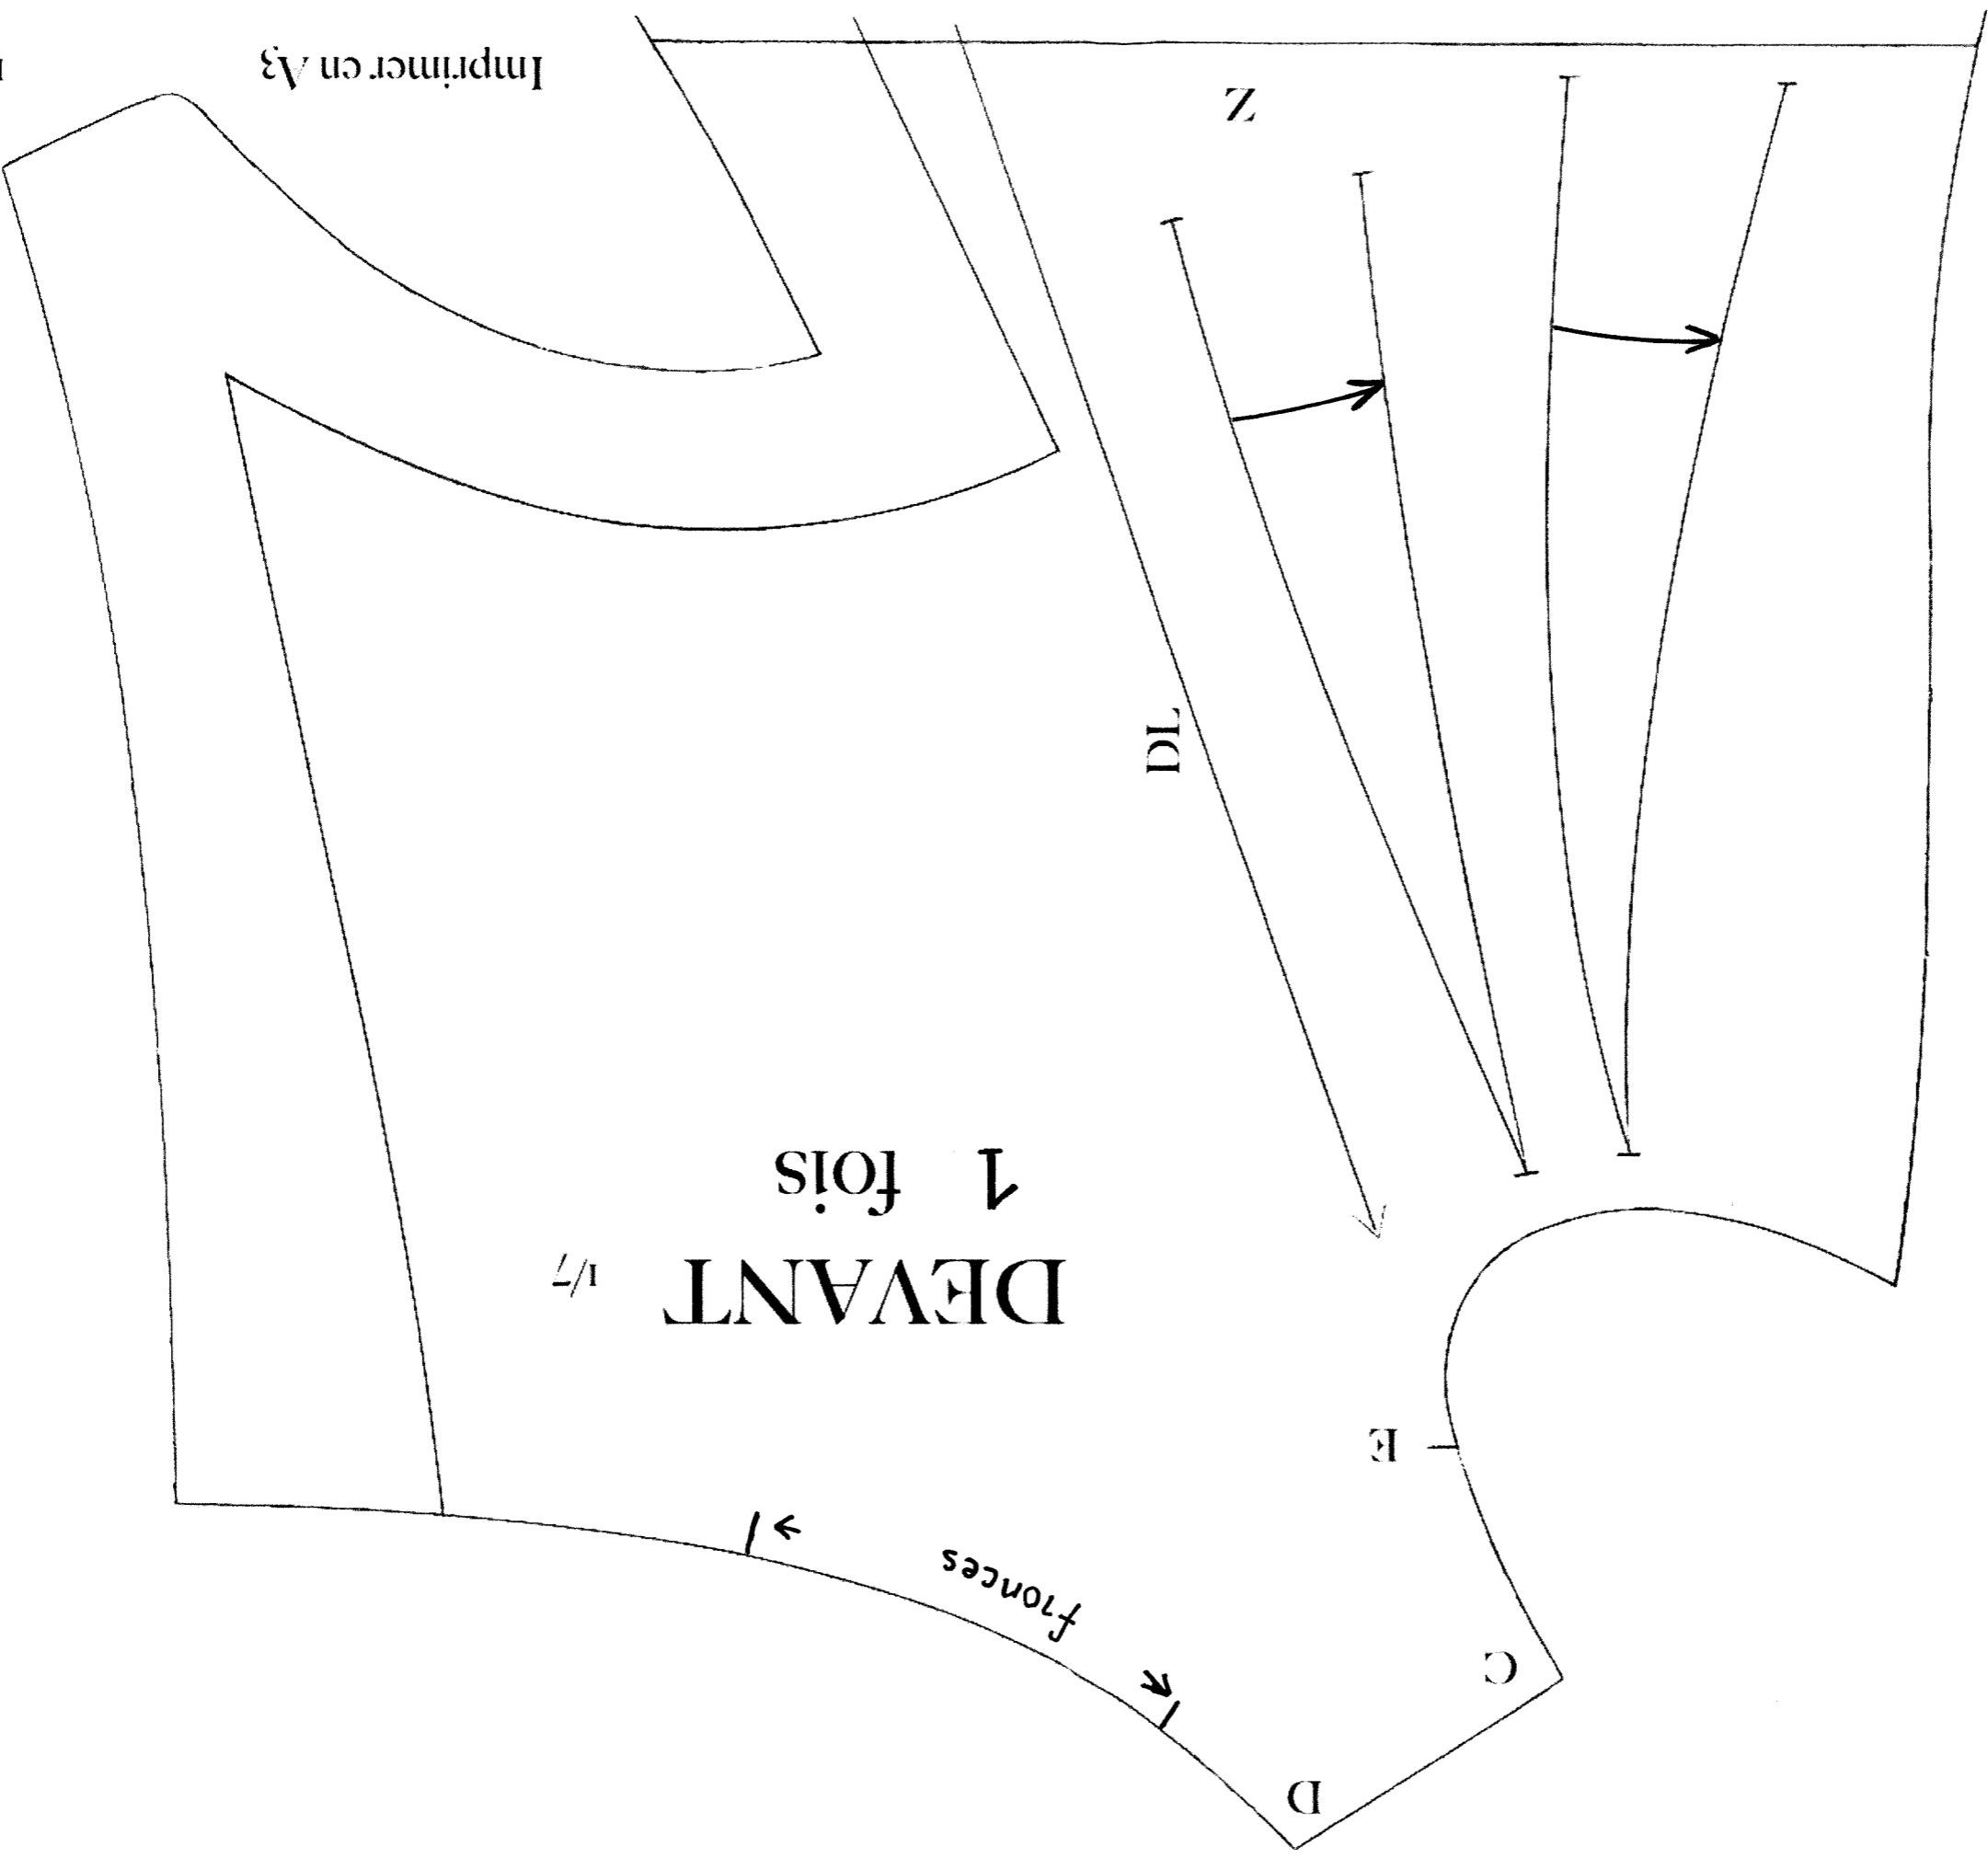 D
C
fronces
E
DEVANT 1/7
1 fois
DL
Z
Imprimer en A3